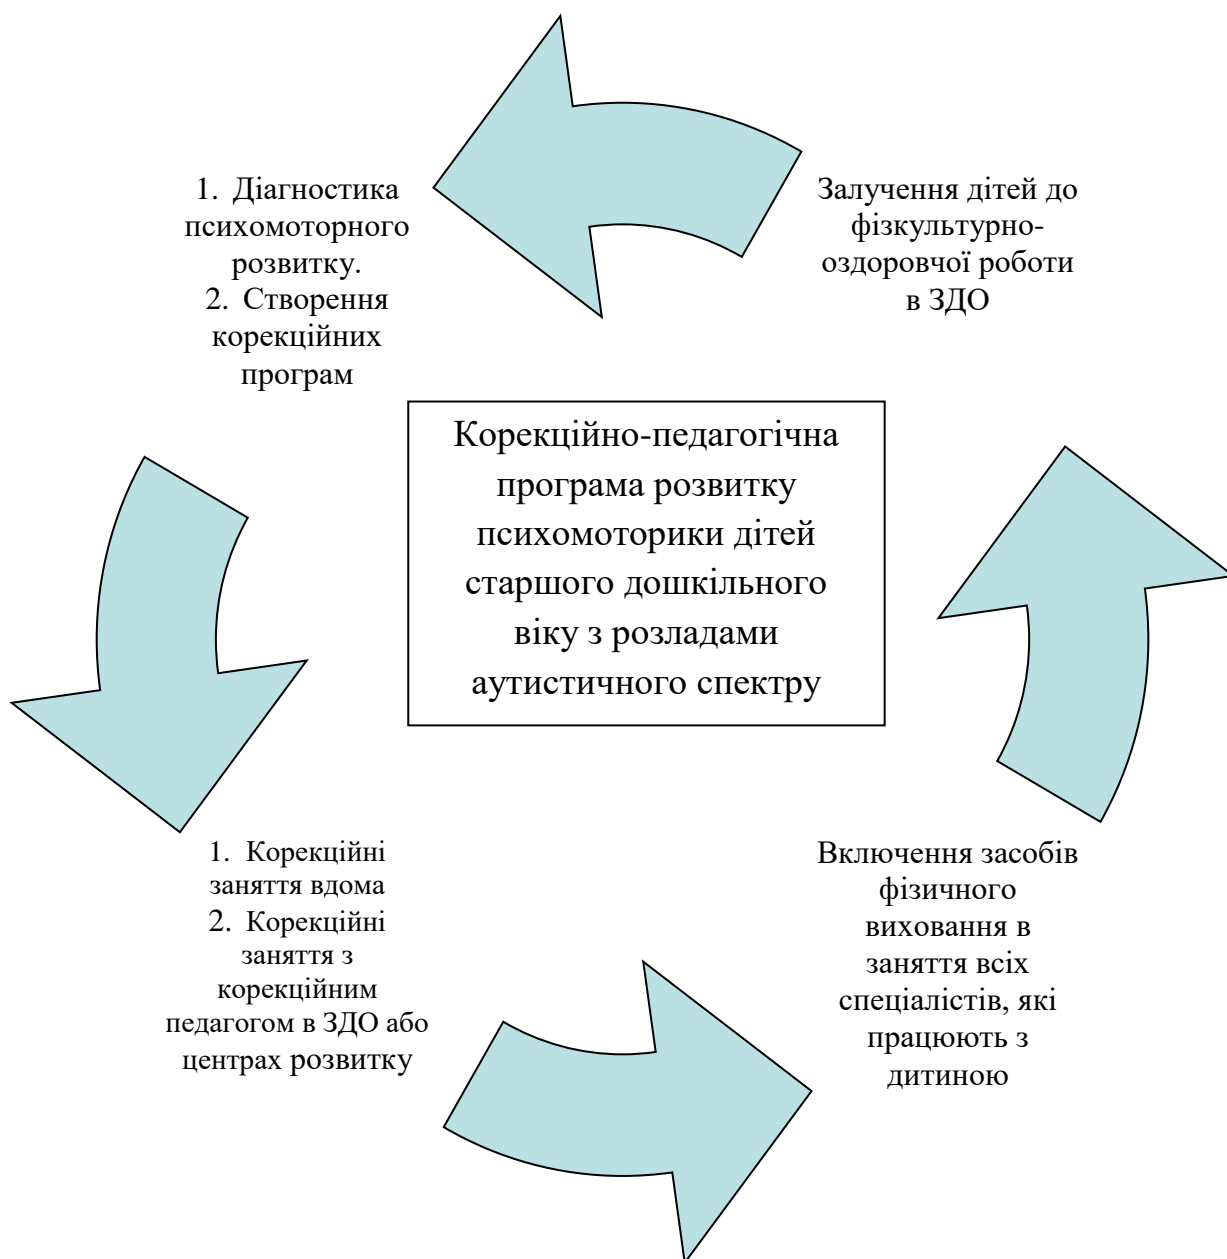 1. Діагностика
психомоторного
розвитку.
2. Створення
корекційних
програм
Залучення дітей до
фізкультурно-
оздоровчої роботи
в ЗДО
Корекційно-педагогічна
програма розвитку
психомоторики дітей
старшого дошкільного
віку з розладами
аутистичного спектру
1. Корекційні
заняття вдома
2. Корекційні
заняття з
корекційним
педагогом в ЗДО або
центрах розвитку
Включення засобів
фізичного
виховання в
заняття всіх
спеціалістів, які
працюють з
дитиною